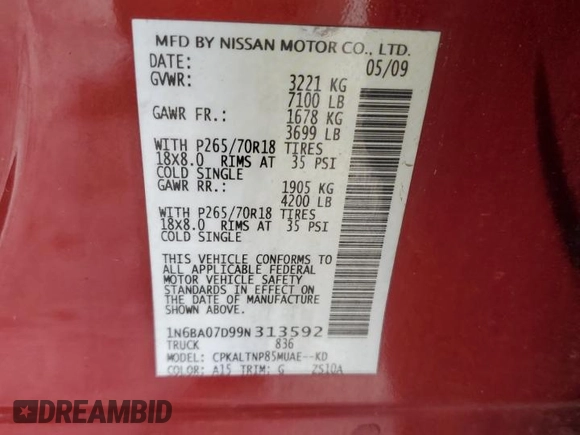 MFD BY NISSAN MOTOR CO., LTD.
DATE: 05/09
GVWR: 3221 KG
7100 LB
GAWR FR.: 1678 KG
3699 LB
WITH P265/70R18 TIRES
18X8.0 RIMS AT 35 PSI
COLD SINGLE
GAWR RR.: 1905 KG
4200 LB
WITH P265/70R18 TIRES
18X8.0 RIMS AT 35 PSI
COLD SINGLE
THIS VEHICLE CONFORMS TO
ALL APPLICABLE FEDERAL
MOTOR VEHICLE SAFETY
STANDARDS IN EFFECT ON
THE DATE OF MANUFACTURE
SHOWN ABOVE.
1N6BA07D99N313592
TRUCK 836
MODEL: CPKALTNP85MUAE--KD
COLOR: A15 TRIM: G ZS10A
DREAMBID